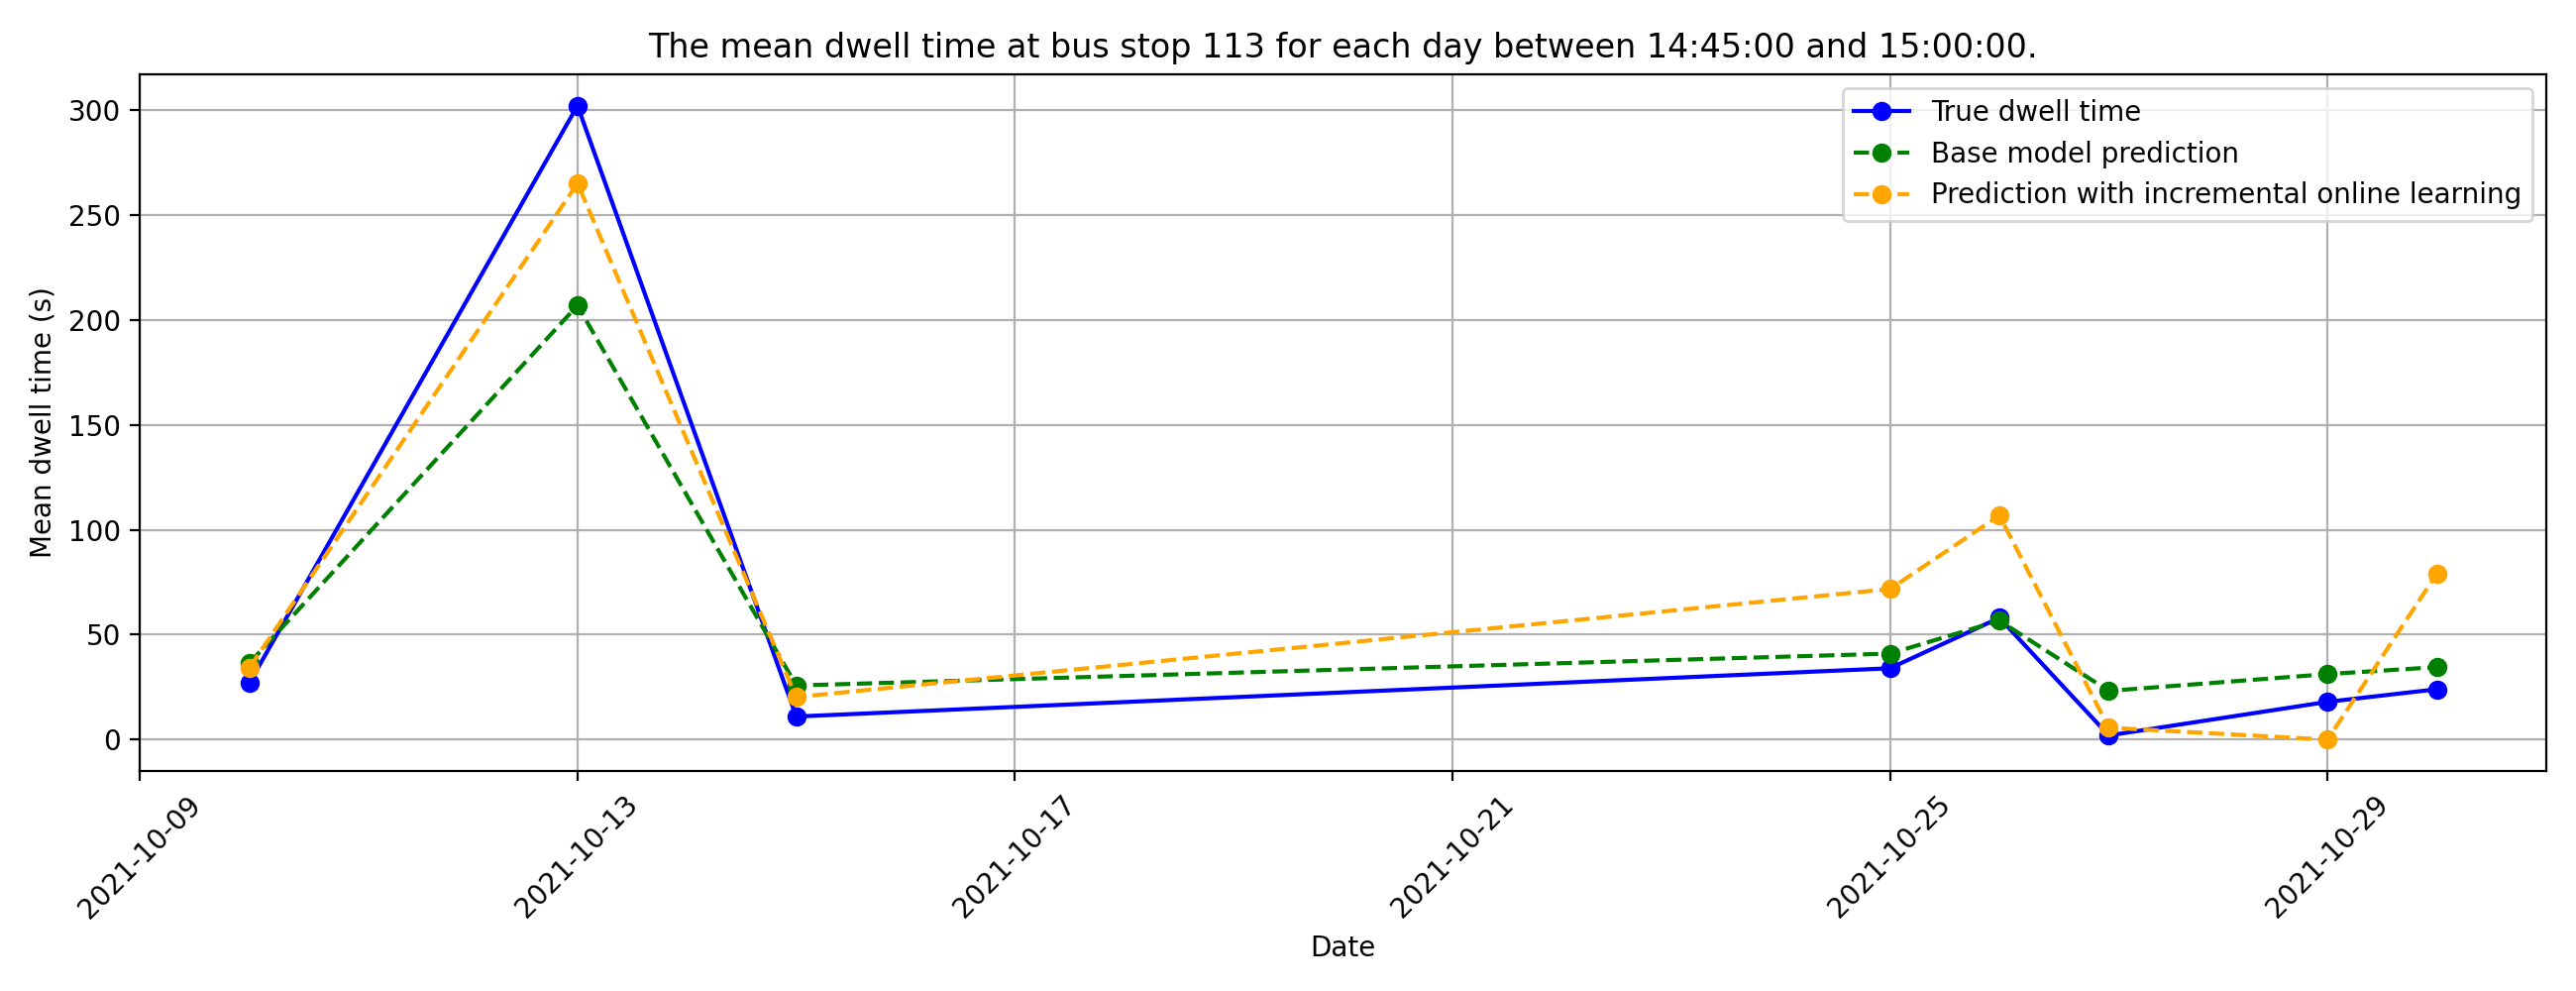 The mean dwell time at bus stop 113 for each day between 14:45:00 and 15:00:00.
True dwell time
Base model prediction
Prediction with incremental online learning
Mean dwell time (s)
300
250
200
150
100
50
0
2021-10-09
2021-10-13
2021-10-17
2021-10-21
2021-10-25
2021-10-29
Date